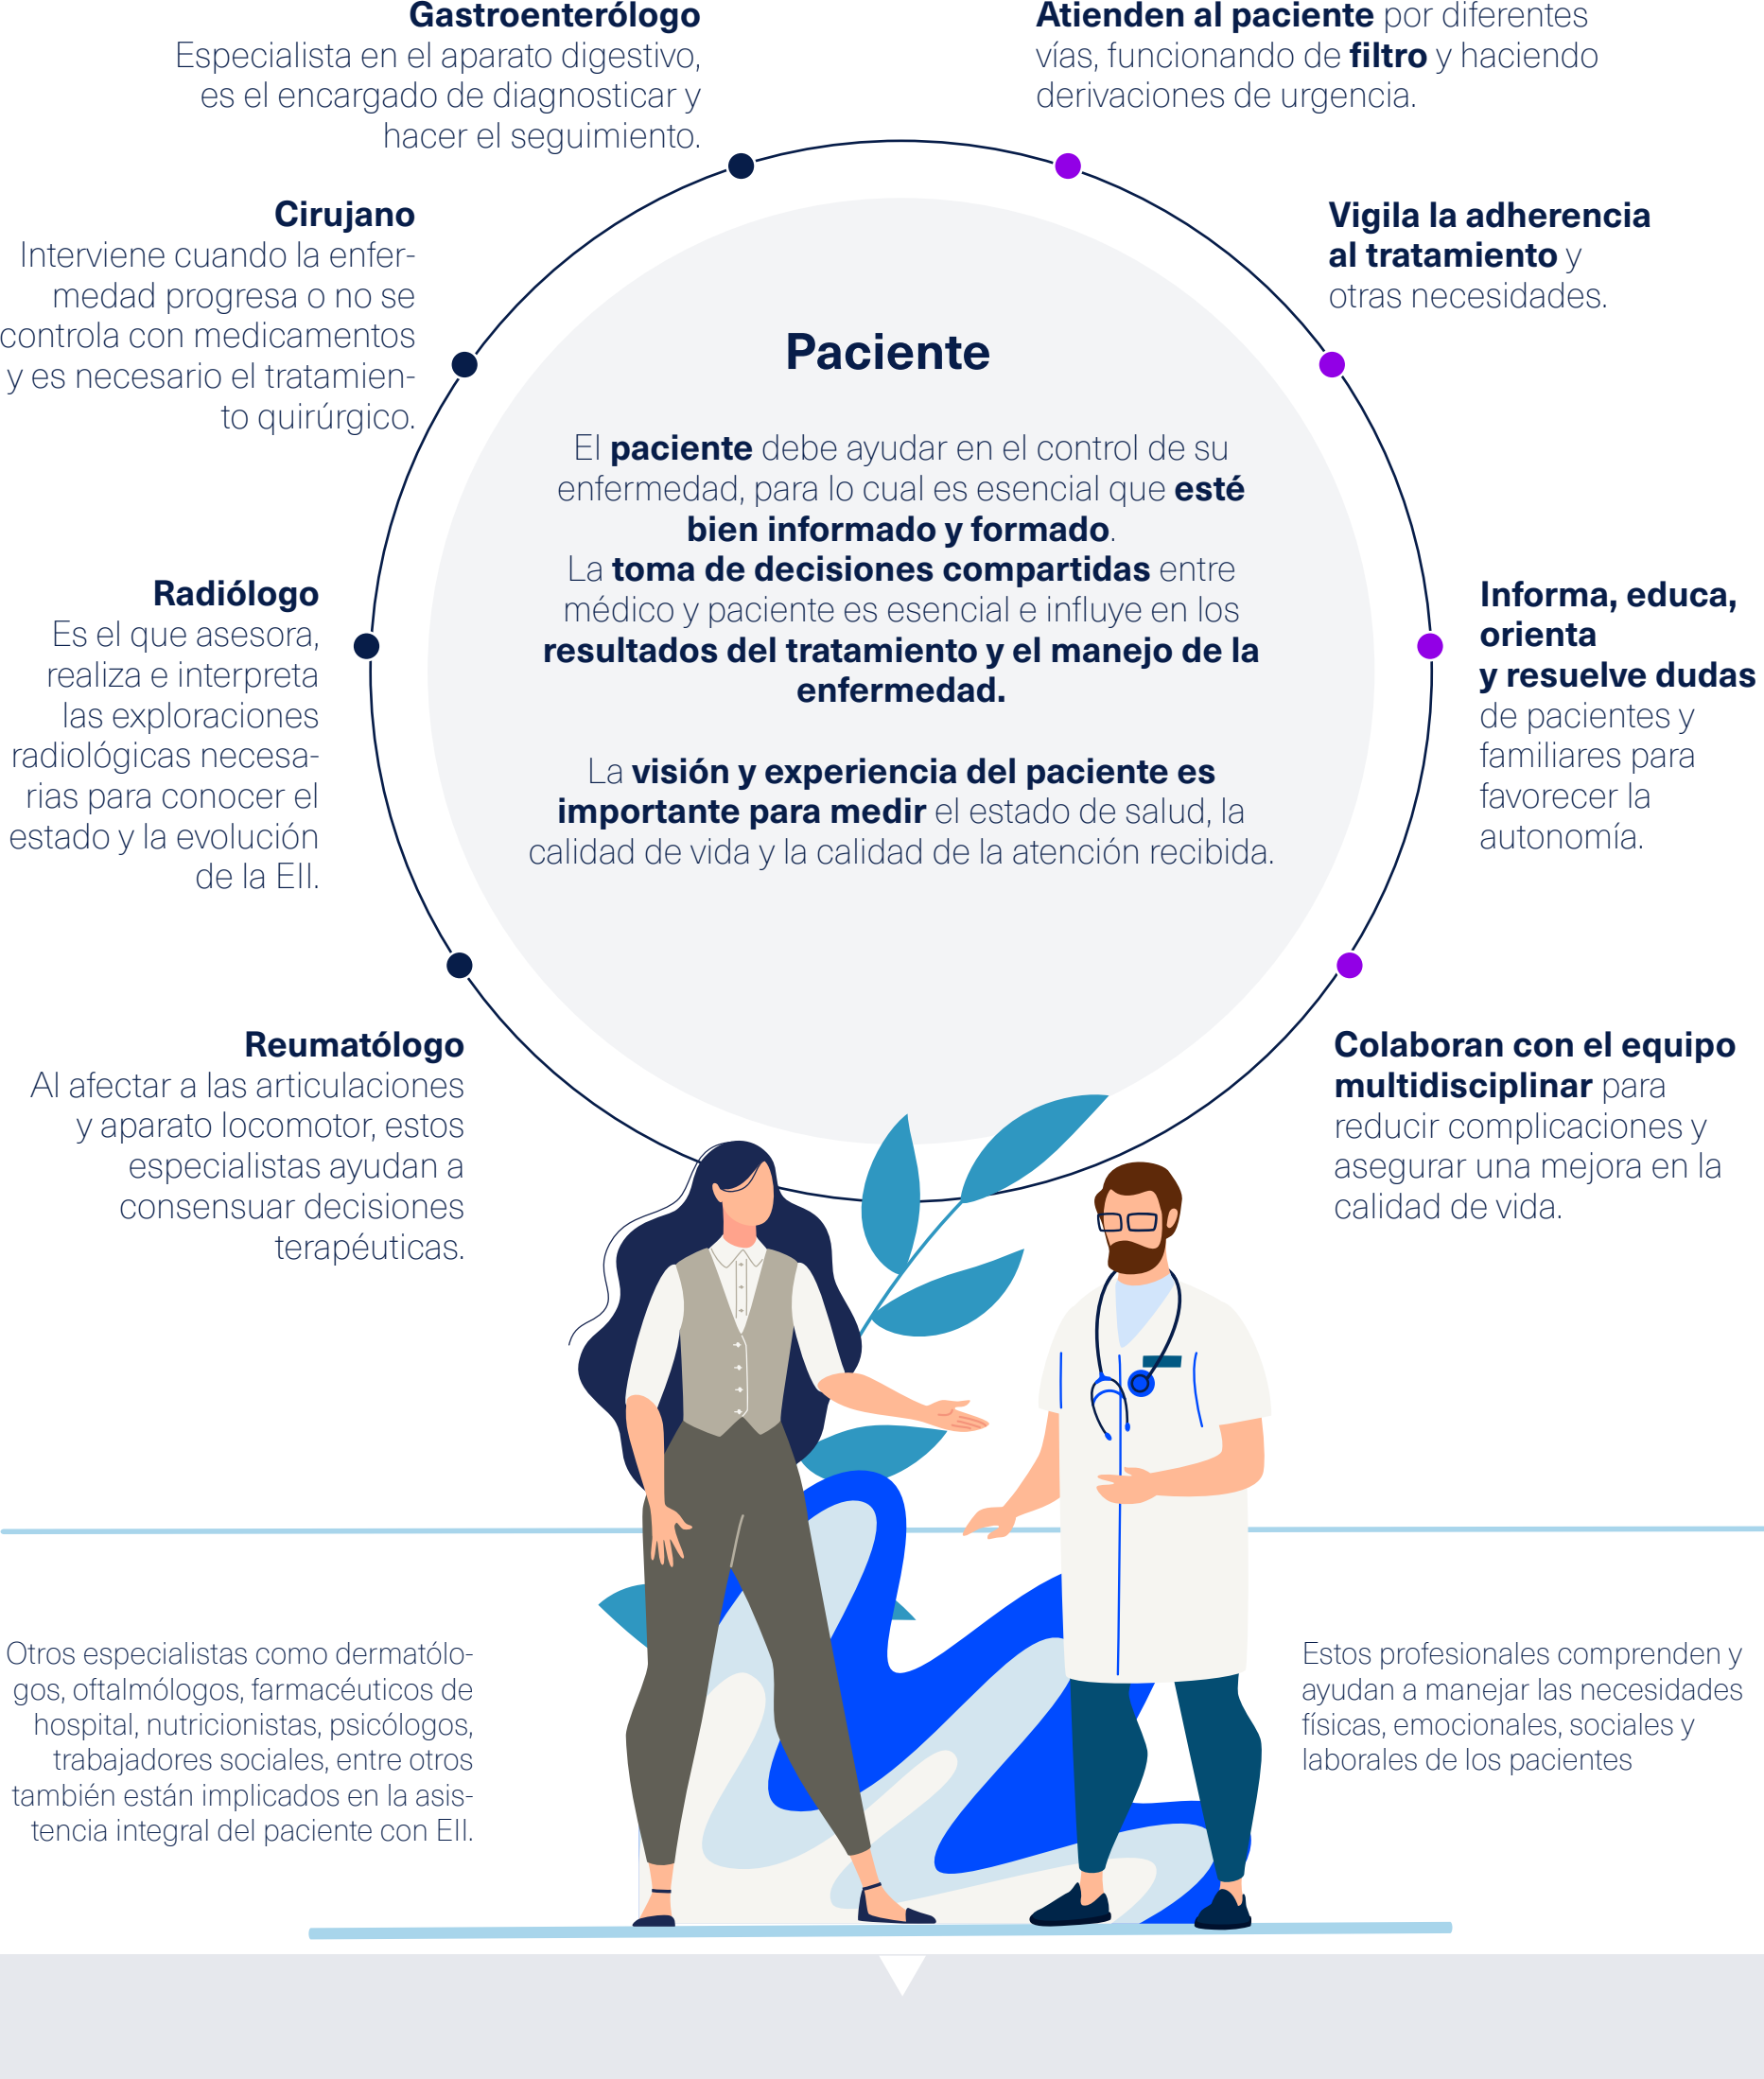 Gastroenterólogo
Especialista en el aparato digestivo,
es el encargado de diagnosticar y
hacer el seguimiento.
Atienden al paciente por diferentes
vías, funcionando de filtro y haciendo
derivaciones de urgencia.
Cirujano
Interviene cuando la enfer-
medad progresa o no se
controla con medicamentos
y es necesario el tratamien-
to quirúrgico.
Vigila la adherencia
al tratamiento y
otras necesidades.
Paciente
El paciente debe ayudar en el control de su
enfermedad, para lo cual es esencial que esté
bien informado y formado.
La toma de decisiones compartidas entre
médico y paciente es esencial e influye en los
resultados del tratamiento y el manejo de la
enfermedad.
La visión y experiencia del paciente es
importante para medir el estado de salud, la
calidad de vida y la calidad de la atención recibida.
Radiólogo
Es el que asesora,
realiza e interpreta
las exploraciones
radiológicas necesa-
rias para conocer el
estado y la evolución
de la EII.
Informa, educa,
orienta
y resuelve dudas
de pacientes y
familiares para
favorecer la
autonomía.
Reumatólogo
Al afectar a las articulaciones
y aparato locomotor, estos
especialistas ayudan a
consensuar decisiones
terapéuticas.
Colaboran con el equipo
multidisciplinar para
reducir complicaciones y
asegurar una mejora en la
calidad de vida.
Otros especialistas como dermatólo-
gos, oftalmólogos, farmacéuticos de
hospital, nutricionistas, psicólogos,
trabajadores sociales, entre otros
también están implicados en la asis-
tencia integral del paciente con EII.
Estos profesionales comprenden y
ayudan a manejar las necesidades
físicas, emocionales, sociales y
laborales de los pacientes